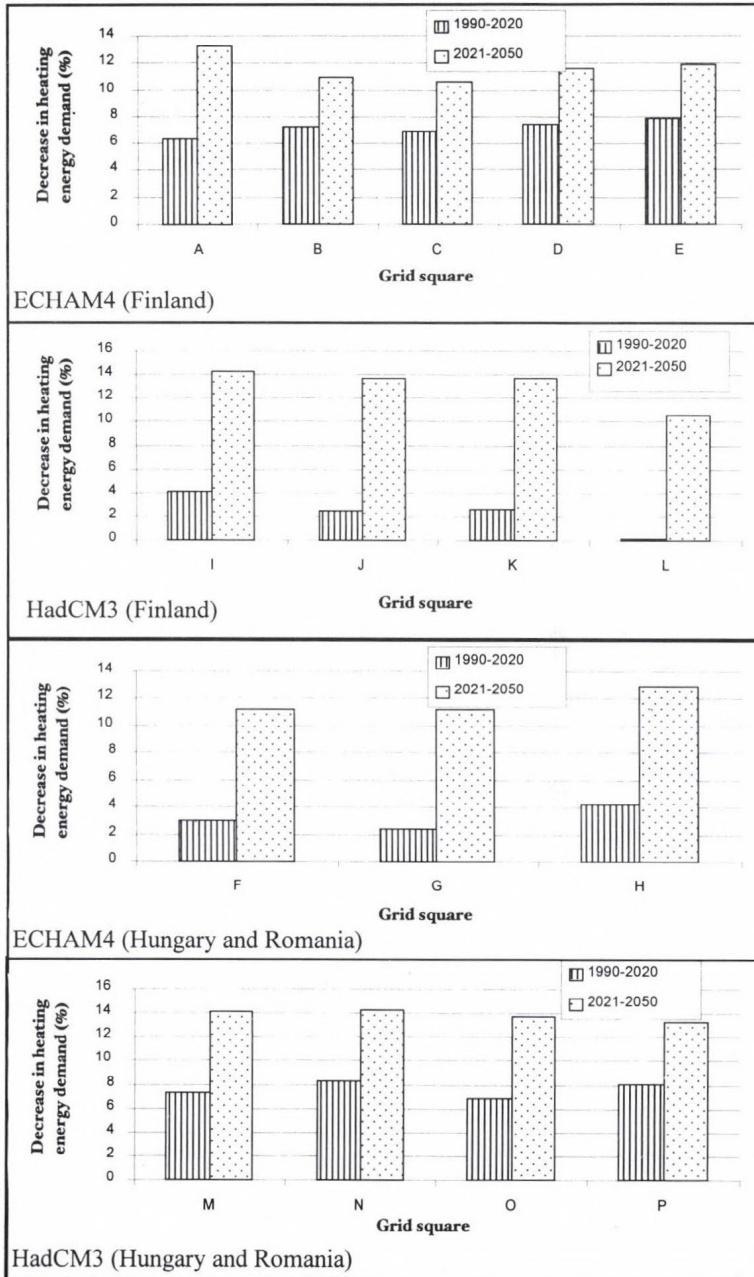 Decrease in heating
energy demand (%)
14
12
10
8
6
4
2
0
1990-2020
2021-2050
A B C D E
Grid square
ECHAM4 (Finland)
Decrease in heating
energy demand (%)
16
14
12
10
8
6
4
2
0
1990-2020
2021-2050
I J K L
Grid square
HadCM3 (Finland)
Decrease in heating
energy demand (%)
14
12
10
8
6
4
2
0
1990-2020
2021-2050
F G H
Grid square
ECHAM4 (Hungary and Romania)
Decrease in heating
energy demand (%)
16
14
12
10
8
6
4
2
0
1990-2020
2021-2050
M N O P
Grid square
HadCM3 (Hungary and Romania)